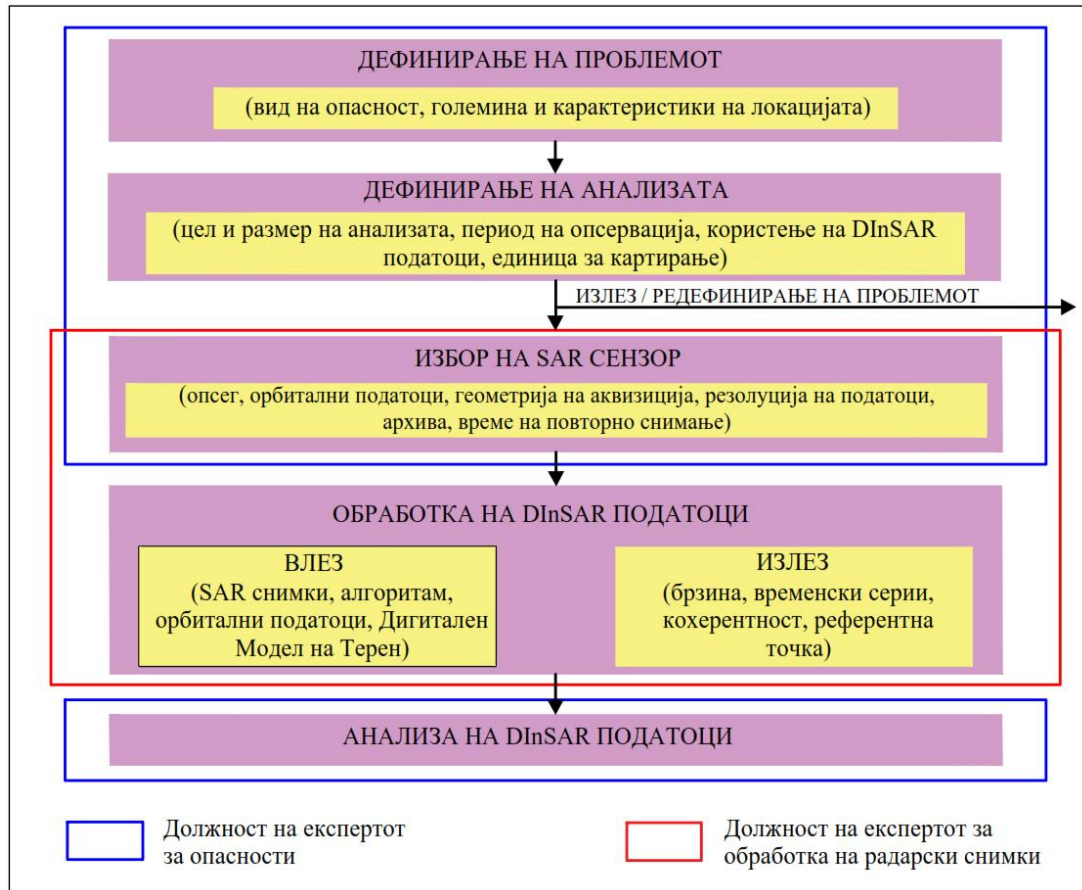 ДЕФИНИРАЊЕ НА ПРОБЛЕМОТ
(вид на опасност, големина и карактеристики на локацијата)
ДЕФИНИРАЊЕ НА АНАЛИЗАТА
(цел и размер на анализата, период на опсервација, користење на DInSAR
податоци, единица за картирање)
ИЗЛЕЗ / РЕДЕФИНИРАЊЕ НА ПРОБЛЕМОТ
ИЗБОР НА SAR СЕНЗОР
(опсег, орбитални податоци, геометрија на аквизиција, резолуција на податоци,
архива, време на повторно снимање)
ОБРАБОТКА НА DInSAR ПОДАТОЦИ
ВЛЕЗ
(SAR снимки, алгоритам,
орбитални податоци, Дигитален
Модел на Терен)
ИЗЛЕЗ
(брзина, временски серии,
кохерентност, референтна
точка)
АНАЛИЗА НА DInSAR ПОДАТОЦИ
Должност на експертот
за опасности
Должност на експертот за
обработка на радарски снимки